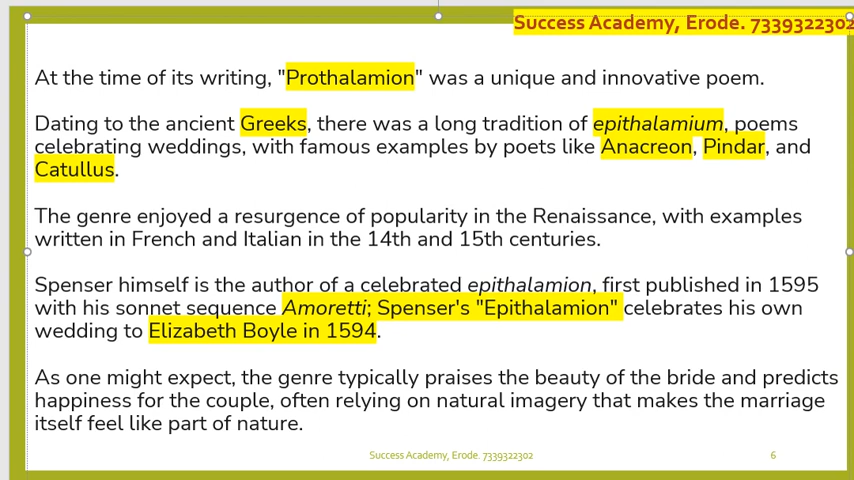 Success Academy, Erode. 7339322302
At the time of its writing, "Prothalamion" was a unique and innovative poem.
Dating to the ancient Greeks, there was a long tradition of epithalamium, poems
celebrating weddings, with famous examples by poets like Anacreon, Pindar, and
Catullus.
The genre enjoyed a resurgence of popularity in the Renaissance, with examples
written in French and Italian in the 14th and 15th centuries.
Spenser himself is the author of a celebrated epithalamion, first published in 1595
with his sonnet sequence Amoretti; Spenser's "Epithalamion" celebrates his own
wedding to Elizabeth Boyle in 1594.
As one might expect, the genre typically praises the beauty of the bride and predicts
happiness for the couple, often relying on natural imagery that makes the marriage
itself feel like part of nature.
Success Academy, Erode. 7339322302
6